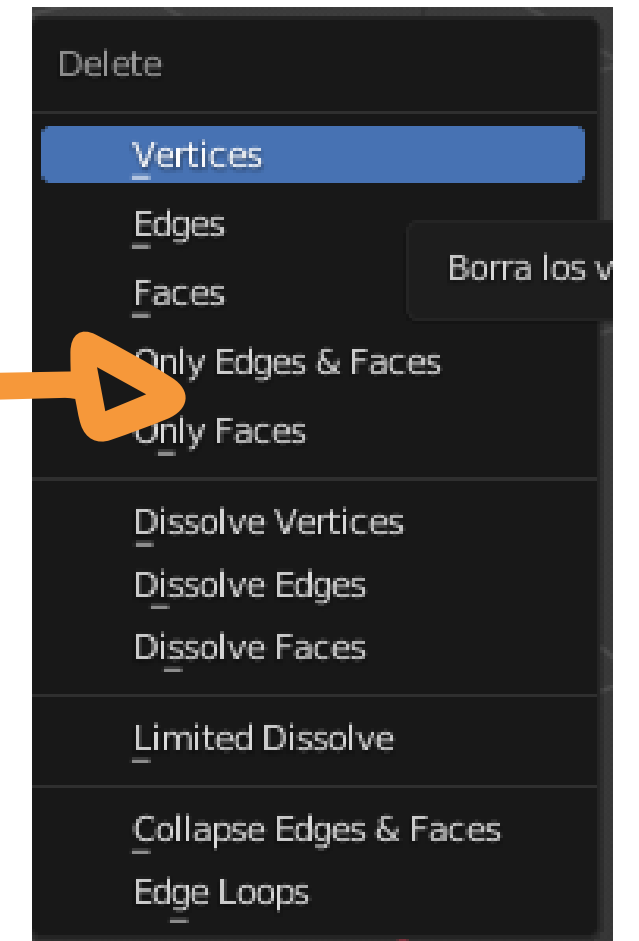 Delete
Vertices
Edges
Borra los v
Faces
Only Edges & Faces
Only Faces
Dissolve Vertices
Dissolve Edges
Dissolve Faces
Limited Dissolve
Collapse Edges & Faces
Edge Loops